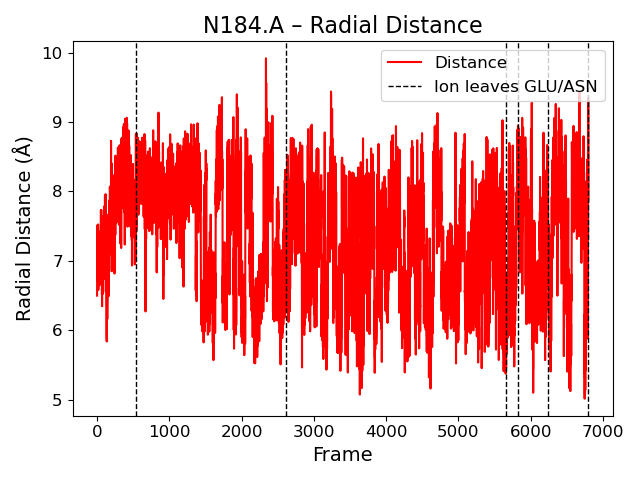 N184.A – Radial Distance
Distance
Ion leaves GLU/ASN
Radial Distance (Å)
10
9
8
7
6
5
0 1000 2000 3000 4000 5000 6000 7000
Frame